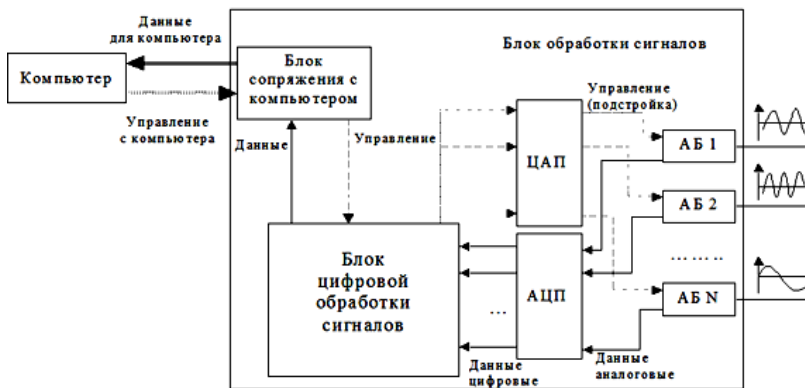 Данные
для компьютера
Компьютер
Управление
с компьютера
Блок
сопряжения с
компьютером
Блок обработки сигналов
Данные
Управление
Управление
(подстройка)
ЦАП
АБ 1
АБ 2
........
АБ N
Блок
цифровой
обработки
сигналов
...
АЦП
Данные
цифровые
Данные
аналоговые